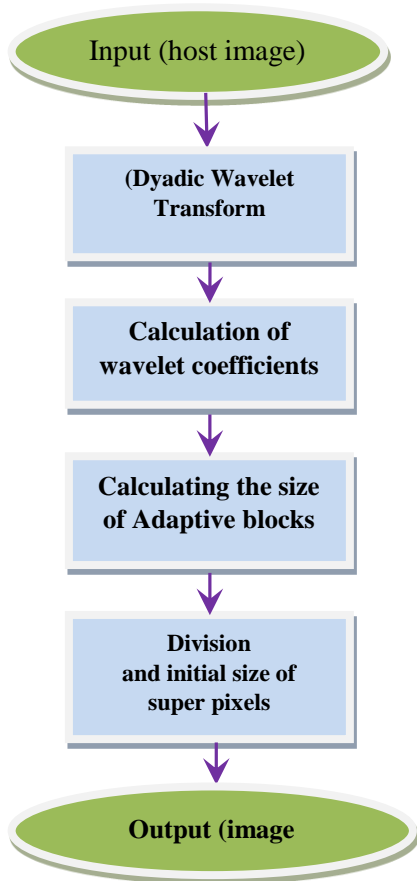 Input (host image)
(Dyadic Wavelet
Transform
Calculation of
wavelet coefficients
Calculating the size
of Adaptive blocks
Division
and initial size of
super pixels
Output (image